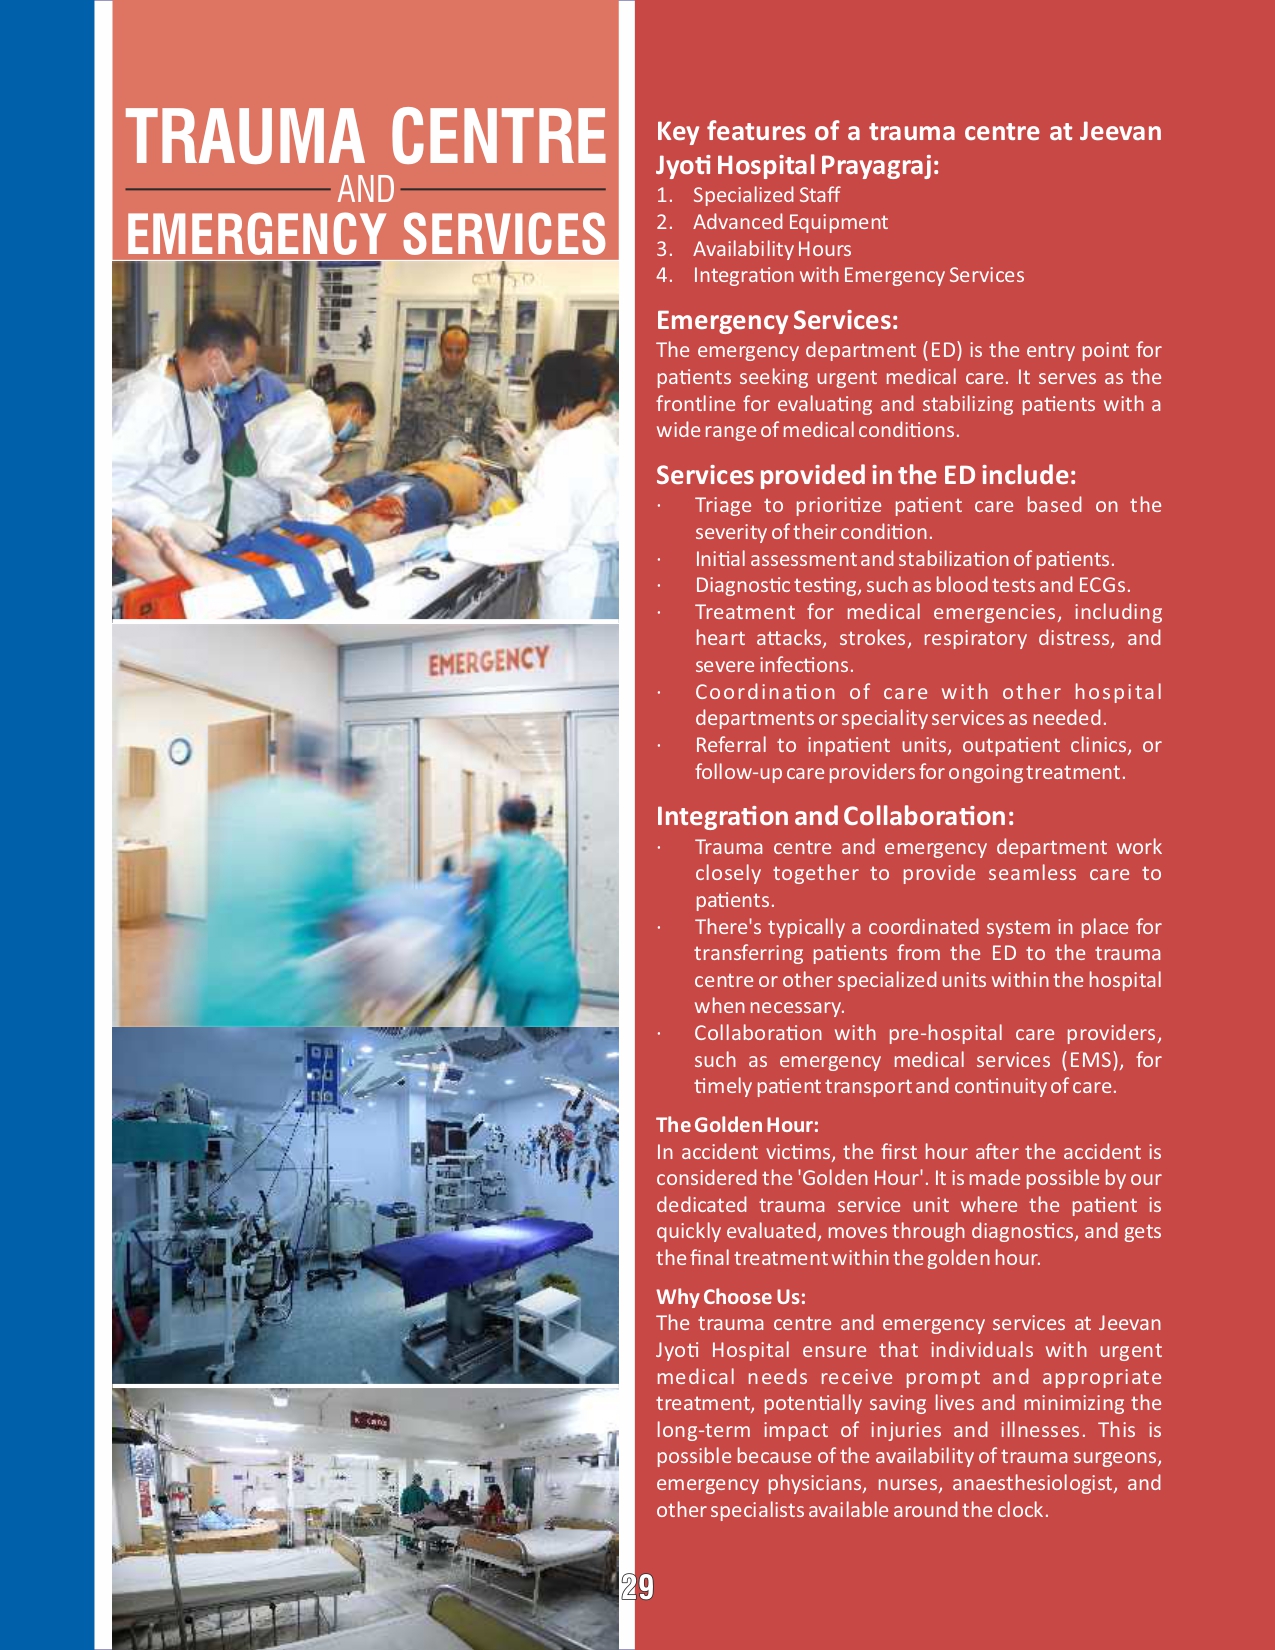 TRAUMA CENTRE
AND
EMERGENCY SERVICES
EMERGENCY
Key features of a trauma centre at Jeevan
Jyoti Hospital Prayagraj:
1. Specialized Staff
2. Advanced Equipment
3. Availability Hours
4. Integration with Emergency Services
Emergency Services:
The emergency department (ED) is the entry point for
patients seeking urgent medical care. It serves as the
frontline for evaluating and stabilizing patients with a
wide range of medical conditions.
Services provided in the ED include:
· Triage to prioritize patient care based on the
severity of their condition.
· Initial assessment and stabilization of patients.
· Diagnostic testing, such as blood tests and ECGs.
· Treatment for medical emergencies, including
heart attacks, strokes, respiratory distress, and
severe infections.
· Coordination of care with other hospital
departments or speciality services as needed.
· Referral to inpatient units, outpatient clinics, or
follow-up care providers for ongoing treatment.
Integration and Collaboration:
· Trauma centre and emergency department work
closely together to provide seamless care to
patients.
· There's typically a coordinated system in place for
transferring patients from the ED to the trauma
centre or other specialized units within the hospital
when necessary.
· Collaboration with pre-hospital care providers,
such as emergency medical services (EMS), for
timely patient transport and continuity of care.
The Golden Hour:
In accident victims, the first hour after the accident is
considered the 'Golden Hour'. It is made possible by our
dedicated trauma service unit where the patient is
quickly evaluated, moves through diagnostics, and gets
the final treatment within the golden hour.
Why Choose Us:
The trauma centre and emergency services at Jeevan
Jyoti Hospital ensure that individuals with urgent
medical needs receive prompt and appropriate
treatment, potentially saving lives and minimizing the
long-term impact of injuries and illnesses. This is
possible because of the availability of trauma surgeons,
emergency physicians, nurses, anaesthesiologist, and
other specialists available around the clock.
29